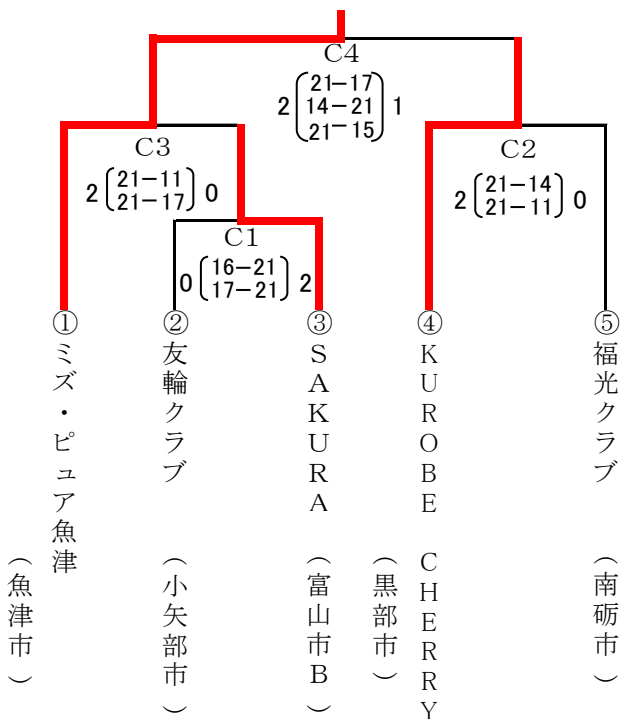 C4
2 21-17 1
14-21
21-15
C3
2 21-11 0
21-17
C2
2 21-14 0
21-11
C1
0 16-21 2
17-21
①
ミズ・ピュア魚津
（魚津市）
②
友輪クラブ
（小矢部市）
③
SAKURA
（富山市B）
④
KUROBE CHERRY
（黒部市）
⑤
福光クラブ
（南砺市）